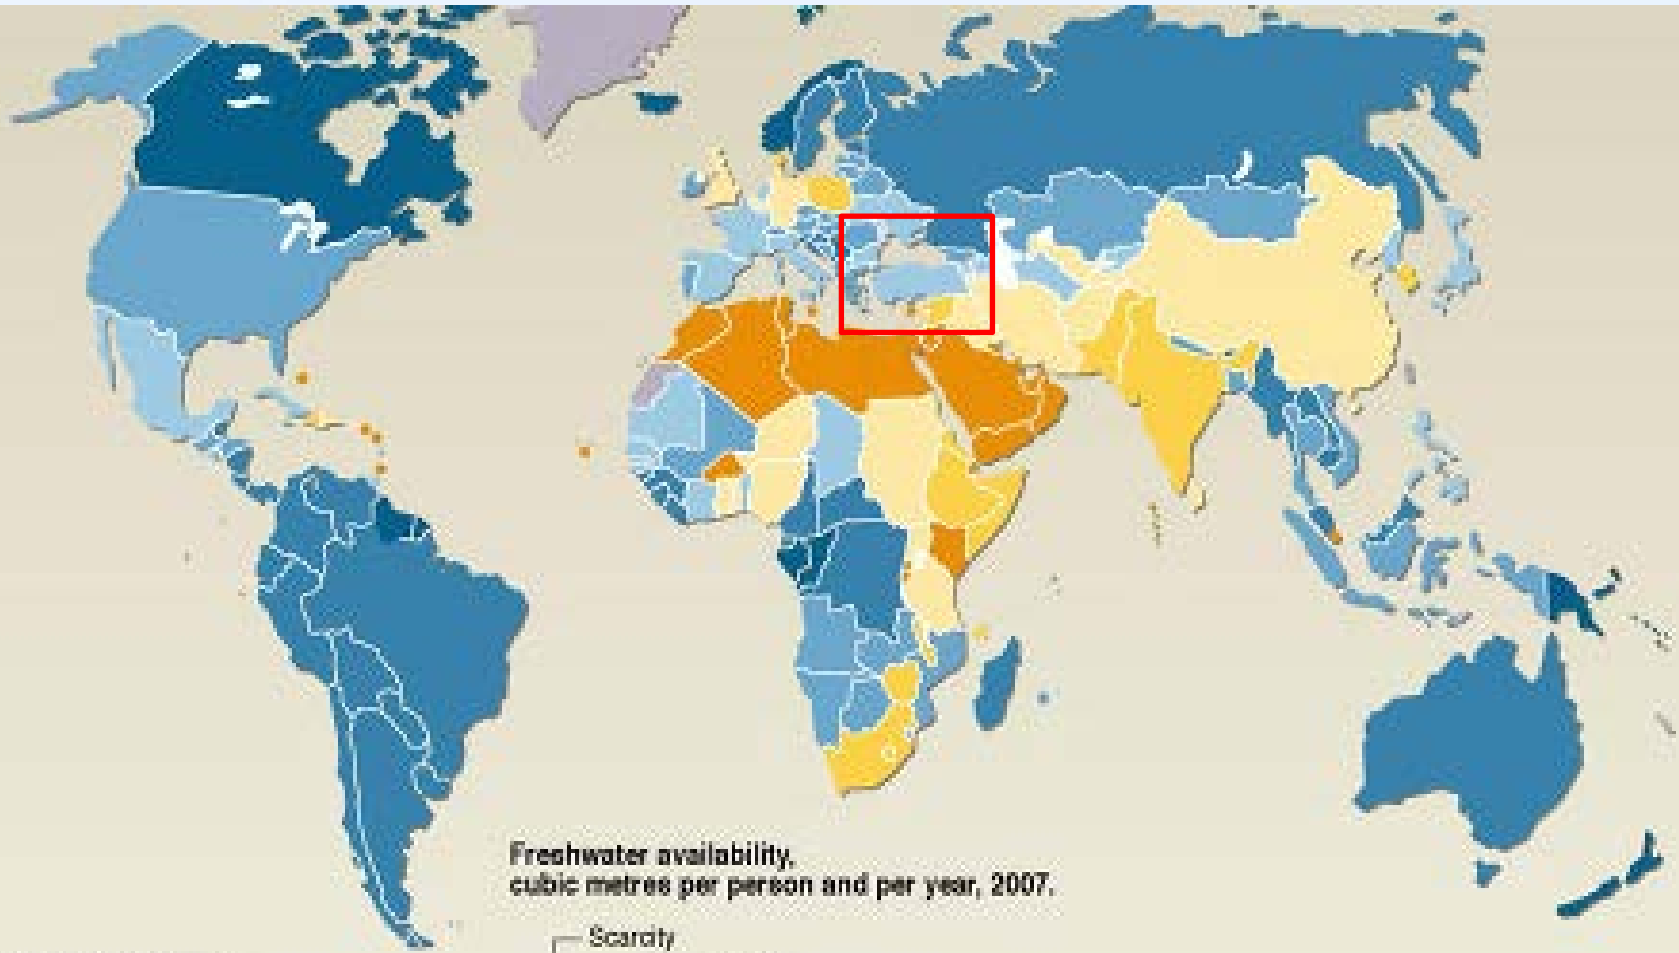 Freshwater availability,
cubic metres per person and per year, 2007.
Scarcity